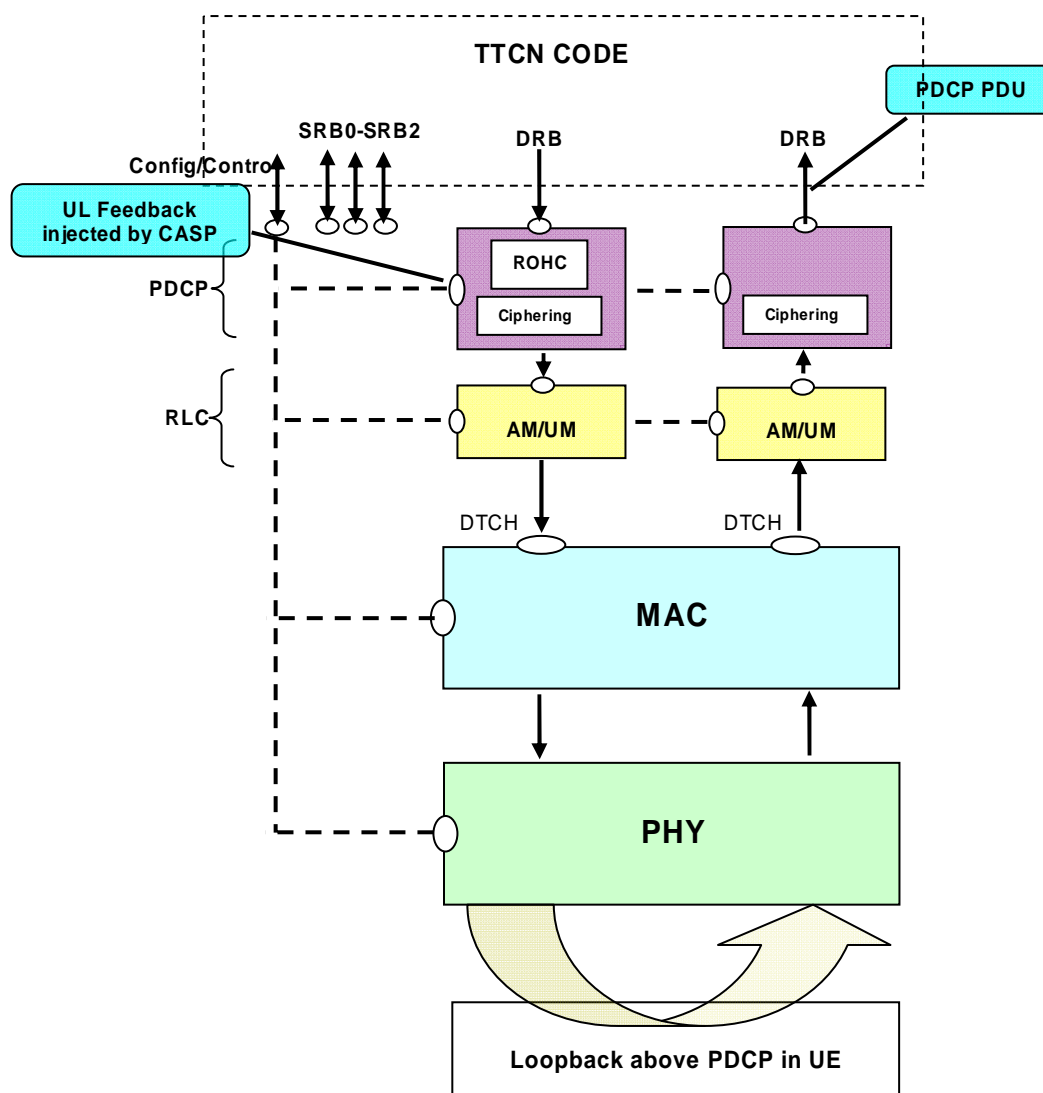 TTCN CODE
PDCP PDU
SRB0-SRB2
DRB
DRB
Config/Contro
UL Feedback
injected by CASP
ROHC
PDCP
Ciphering
Ciphering
RLC
AM/UM
AM/UM
DTCH
DTCH
MAC
PHY
Loopback above PDCP in UE